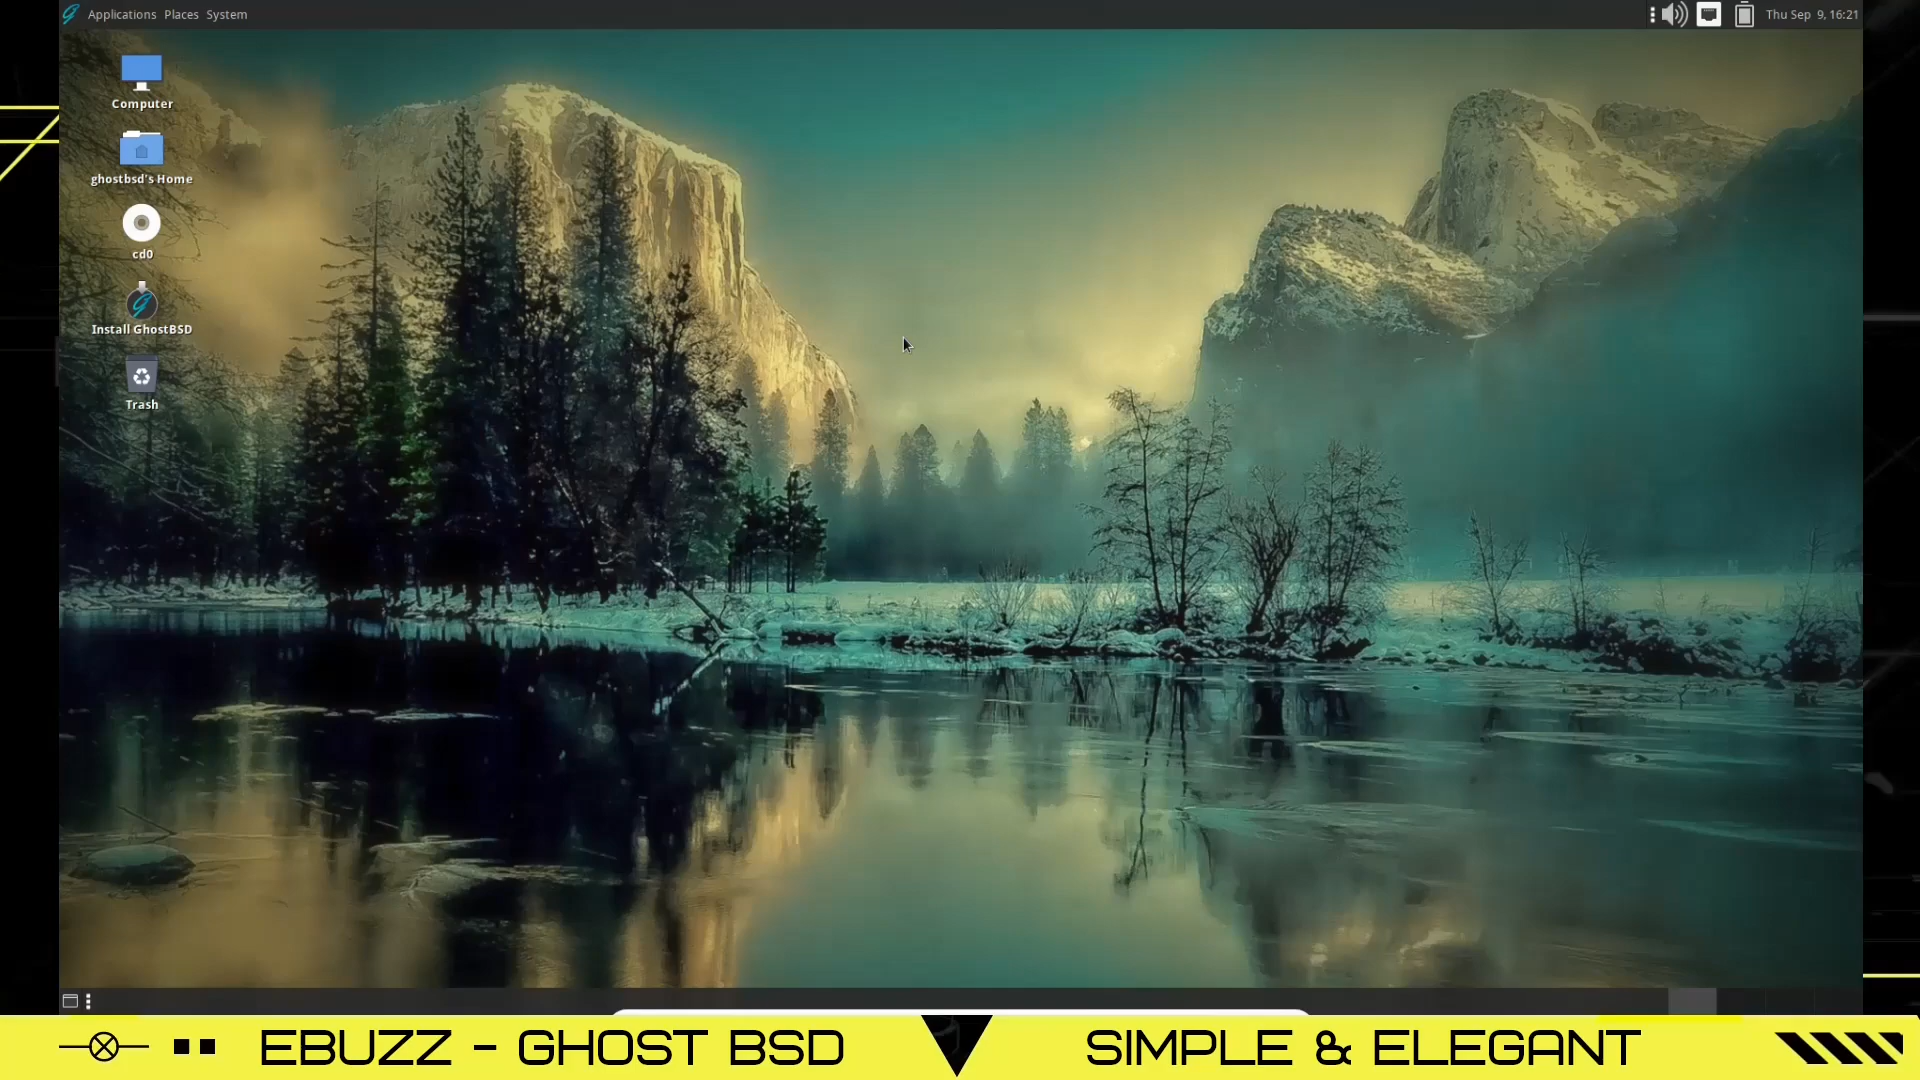 Applications Places System
Thu Sep 9, 16:21
Computer
ghostbsd's Home
cd0
Install GhostBSD
Trash
EBUZZ - GHOST BSD
SIMPLE & ELEGANT